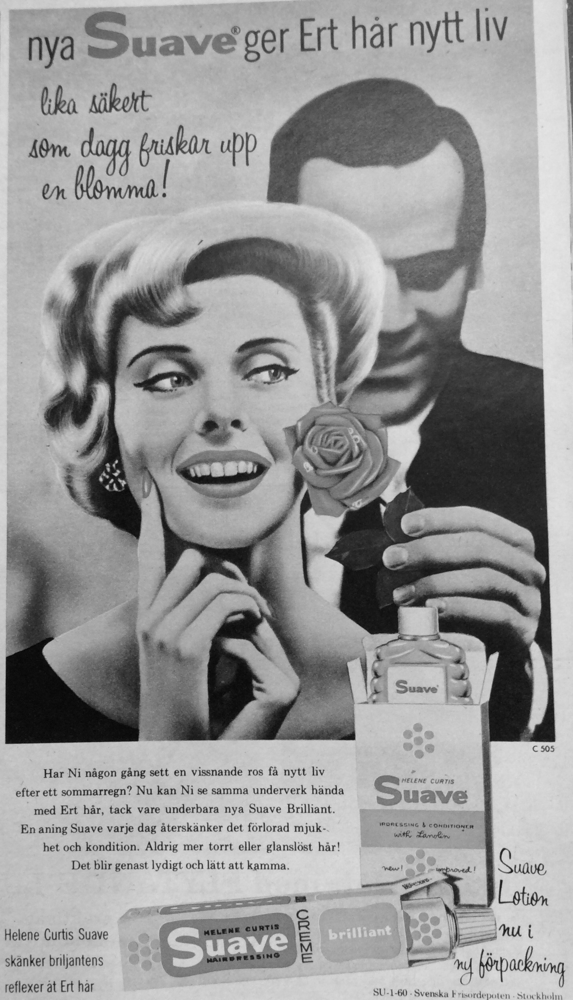 nya Suave® ger Ert hår nytt liv
lika säkert
som dagg friskar upp
en blomma!
Suave
C 505
HELENE CURTIS
Suave
IRDRESSING & CONDITIONER
with Lanolin
new! improved!
Har Ni någon gång sett en vissnande ros få nytt liv
efter ett sommarregn? Nu kan Ni se samma underverk hända
med Ert hår, tack vare underbara nya Suave Brilliant.
En aning Suave varje dag återskänker det förlorad mjuk-
het och kondition. Aldrig mer torrt eller glanslöst hår!
Det blir genast lydigt och lätt att kamma.
Suave
Lotion
nu i
ny förpackning
HELENE CURTIS
Suave
HAIRDRESSING
CREME
brilliant
Helene Curtis Suave
skänker briljantens
reflexer åt Ert hår
SU-1-60 · Svenska Frisordepoten · Stockholm